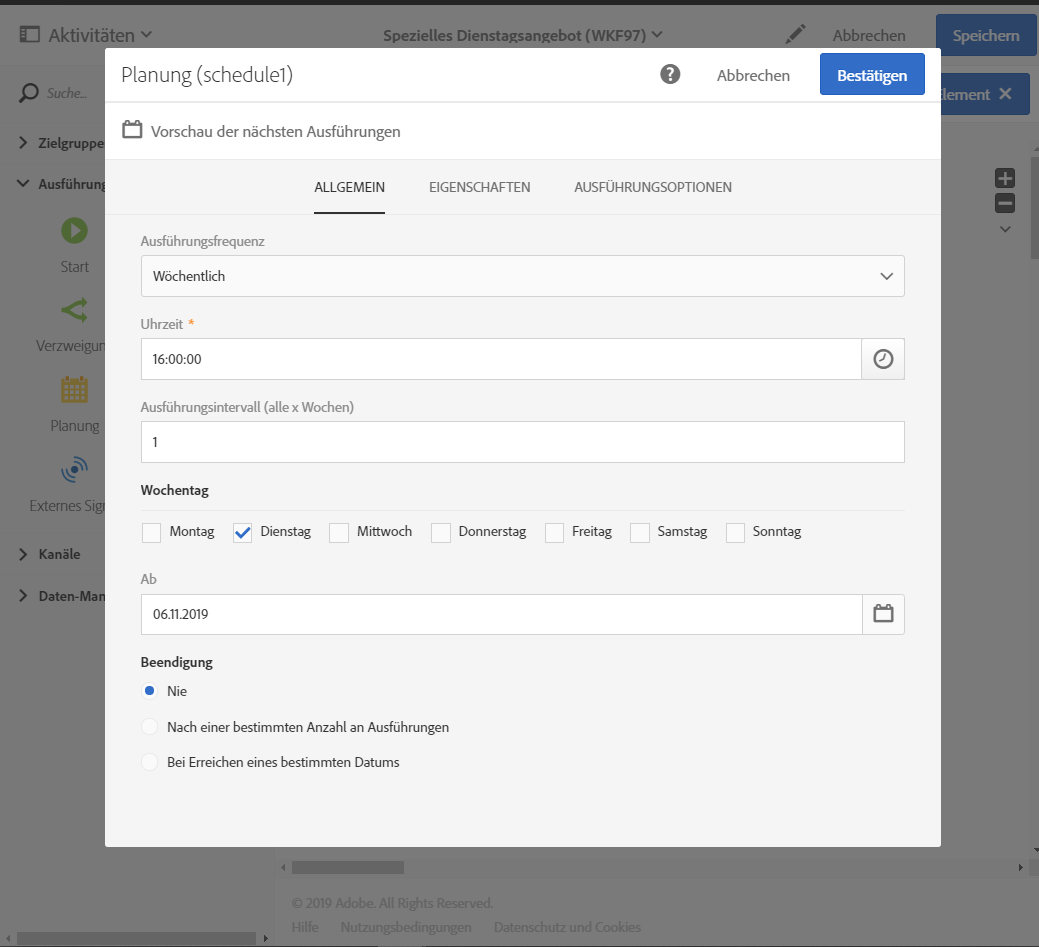 Aktivitäten
Spezielles Dienstagsangebot (WKF97)
Abbrechen
Speichern
Planung (schedule1)
Abbrechen
Bestätigen
Suche...
Element
Vorschau der nächsten Ausführungen
Zielgruppe
Ausführung
ALLGEMEIN
EIGENSCHAFTEN
AUSFÜHRUNGSOPTIONEN
Start
Verzweigun
Planung
Externes Sig
Kanäle
Daten-Man
Ausführungsfrequenz
Wöchentlich
Uhrzeit *
16:00:00
Ausführungsintervall (alle x Wochen)
1
Wochentag
Montag Dienstag Mittwoch Donnerstag Freitag Samstag Sonntag
Ab
06.11.2019
Beendigung
Nie
Nach einer bestimmten Anzahl an Ausführungen
Bei Erreichen eines bestimmten Datums
© 2019 Adobe. All Rights Reserved.
Hilfe Nutzungsbedingungen Datenschutz und Cookies